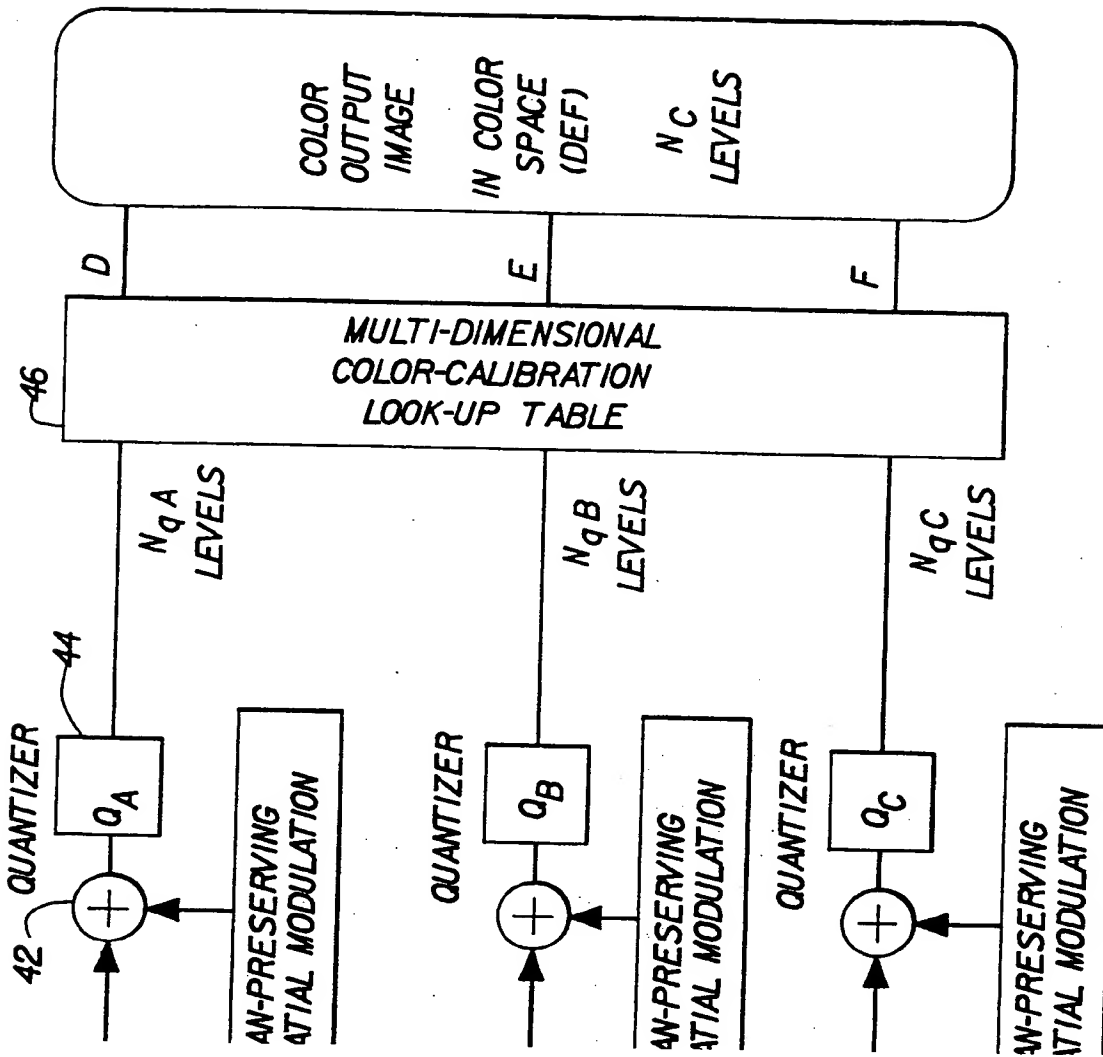 42
QUANTIZER
44
Q_A
AN-PRESERVING
ATIAL MODULATION
N_qA
LEVELS
QUANTIZER
Q_B
AN-PRESERVING
ATIAL MODULATION
N_qB
LEVELS
QUANTIZER
Q_C
AN-PRESERVING
ATIAL MODULATION
N_qC
LEVELS
46
MULTI-DIMENSIONAL
COLOR-CALIBRATION
LOOK-UP TABLE
D
E
F
COLOR
OUTPUT
IMAGE
IN COLOR
SPACE
(DEF)
N_C
LEVELS